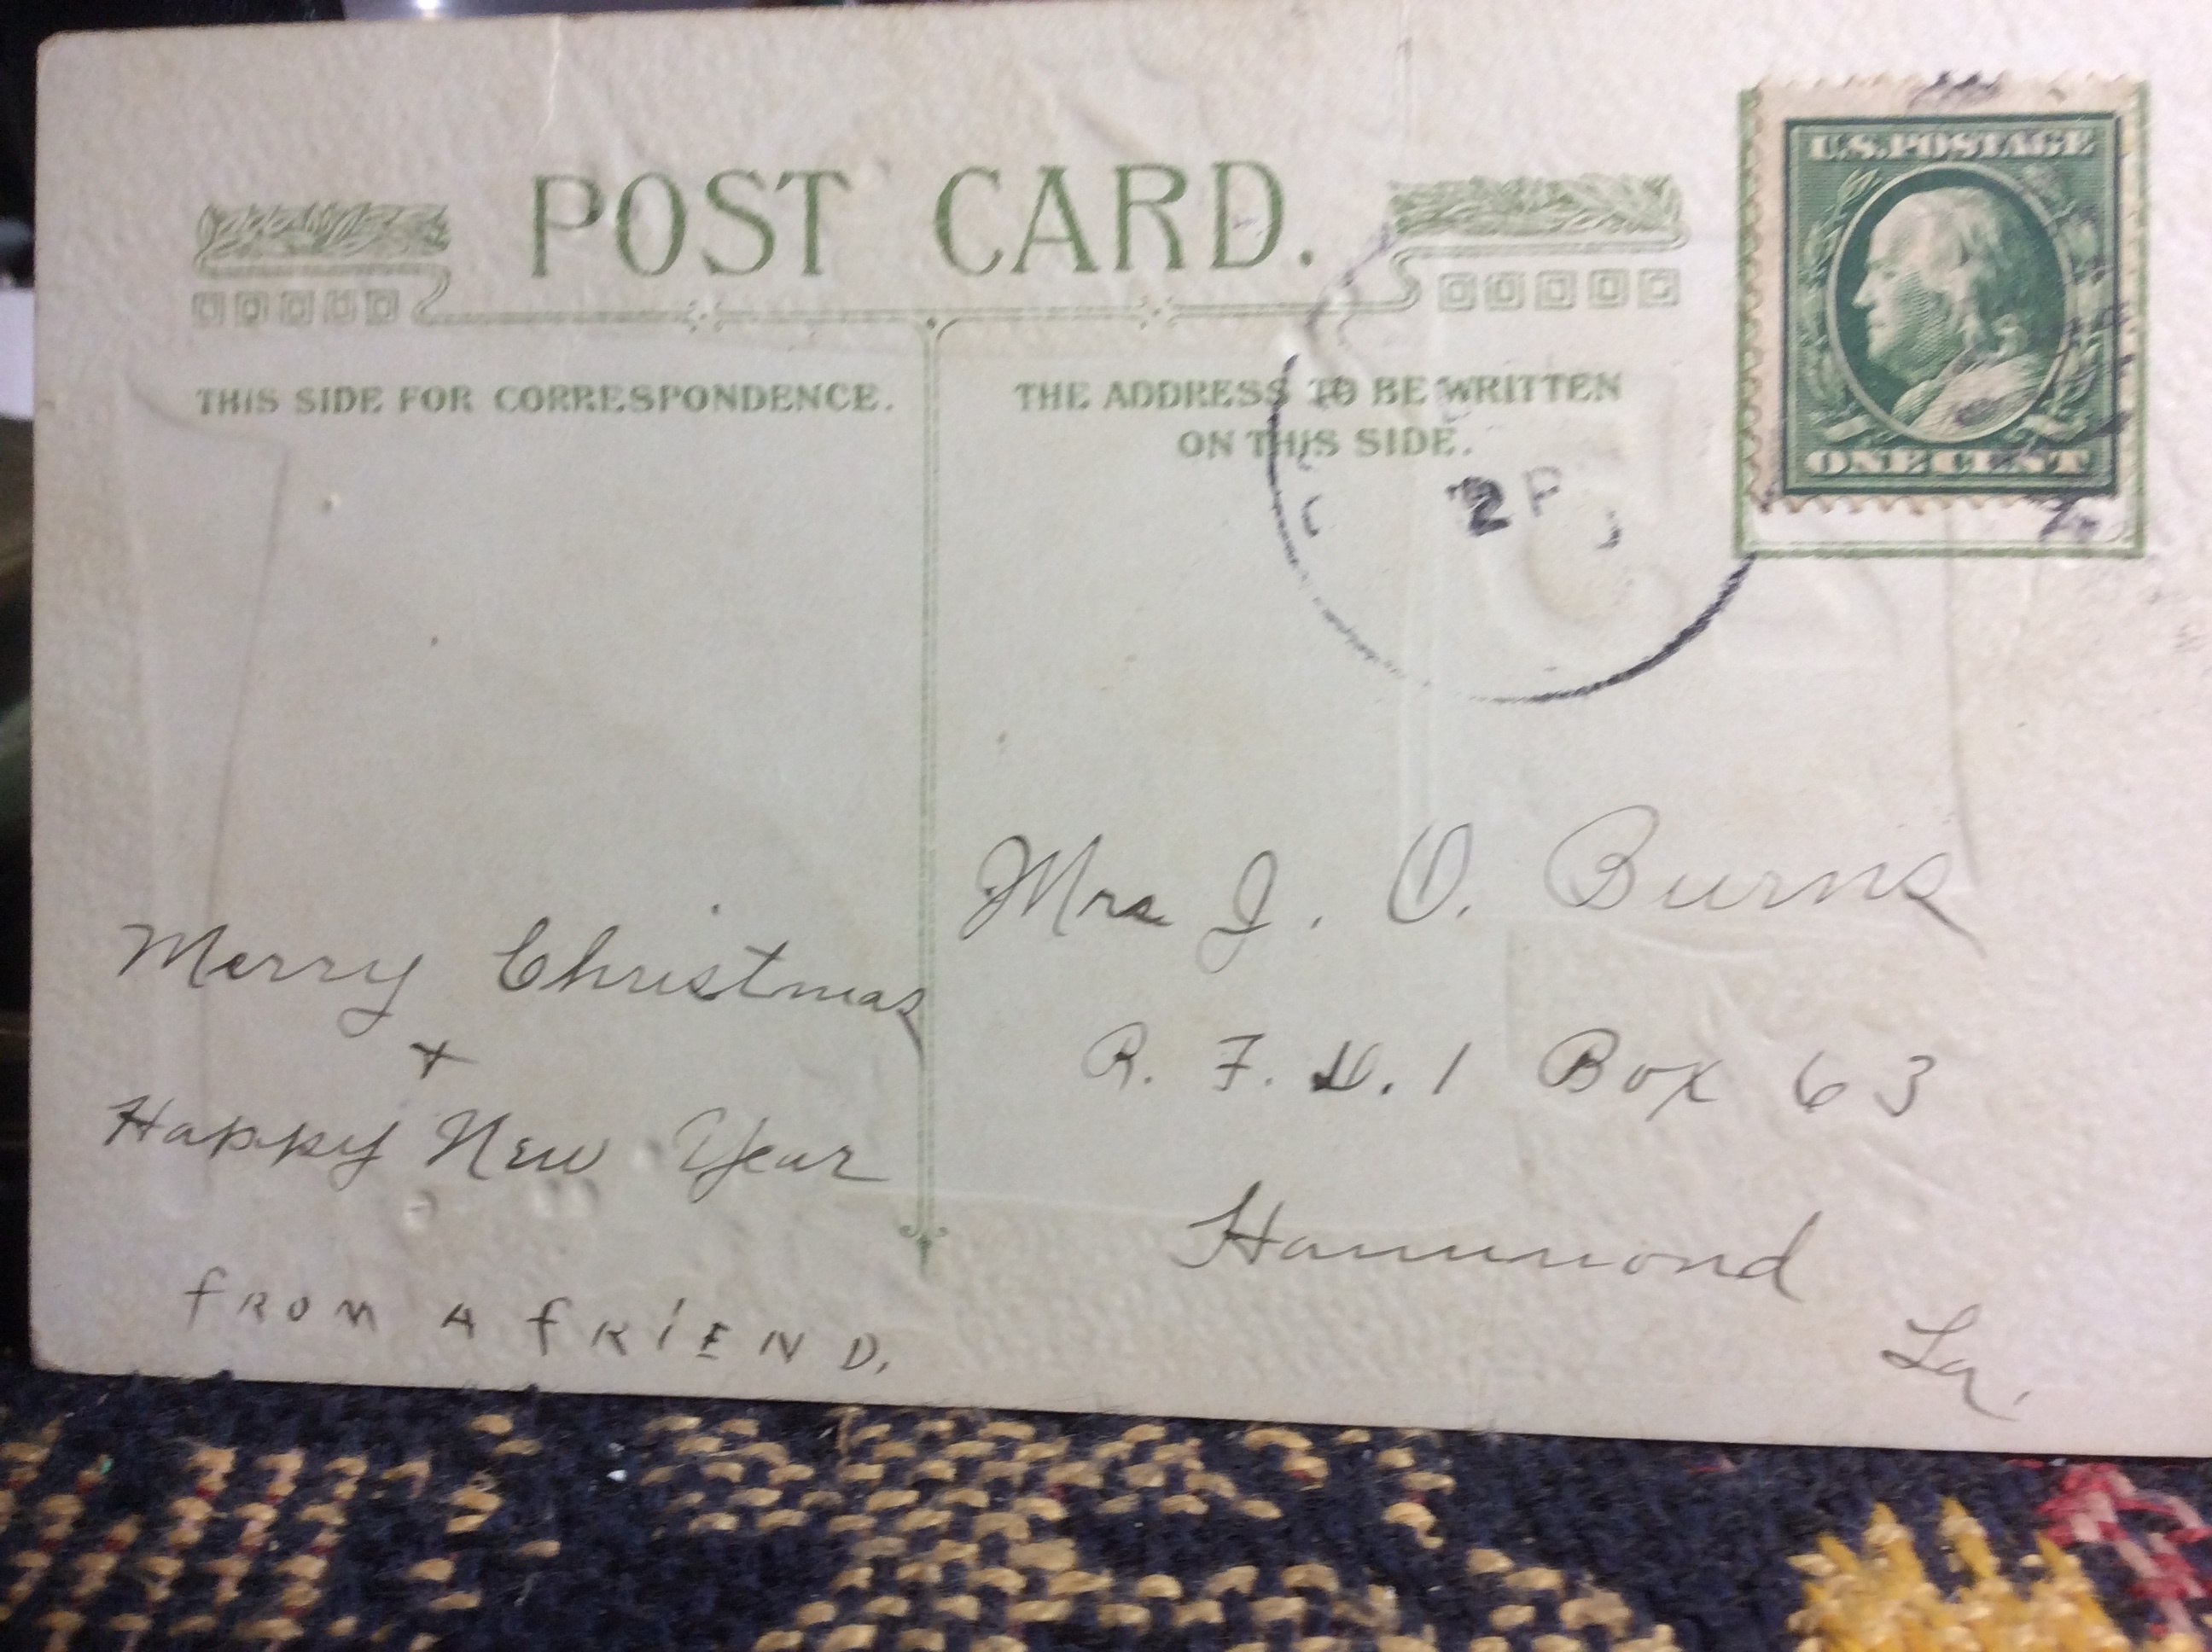 POST CARD.
THIS SIDE FOR CORRESPONDENCE.
THE ADDRESS TO BE WRITTEN
ON THIS SIDE.
U.S. POSTAGE
ONE CENT
2 P
Merry Christmas
+
Happy New Year
from A friEND.
Mrs J. O. Burns
R. F. D. 1 Box 63
Hammond
La.